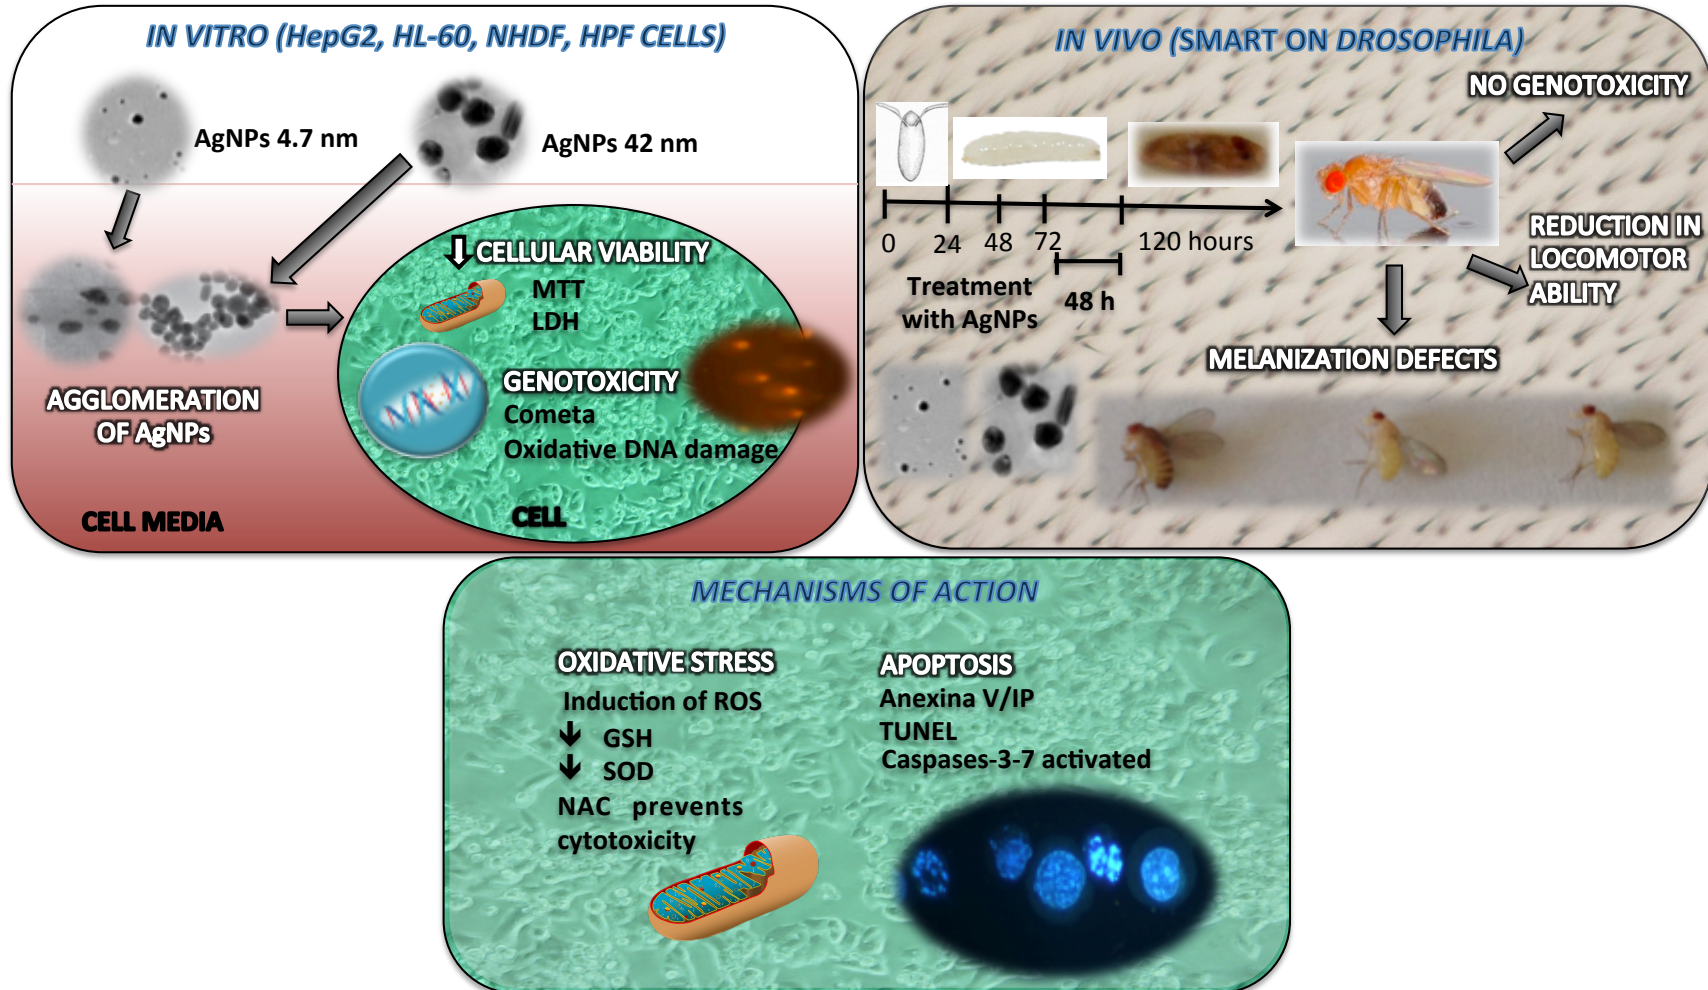 IN VITRO (HepG2, HL-60, NHDF, HPF CELLS)
AgNPs 4.7 nm
AgNPs 42 nm
CELLULAR VIABILITY
MTT
LDH
GENOTOXICITY
Cometa
Oxidative DNA damage
AGGLOMERATION
OF AgNPs
CELL MEDIA
CELL
IN VIVO (SMART ON DROSOPHILA)
NO GENOTOXICITY
0
24
48
72
120 hours
REDUCTION IN
LOCOMOTOR
ABILITY
Treatment
with AgNPs
48 h
MELANIZATION DEFECTS
MECHANISMS OF ACTION
OXIDATIVE STRESS
Induction of ROS
GSH
SOD
NAC prevents
cytotoxicity
APOPTOSIS
Anexina V/IP
TUNEL
Caspases-3-7 activated